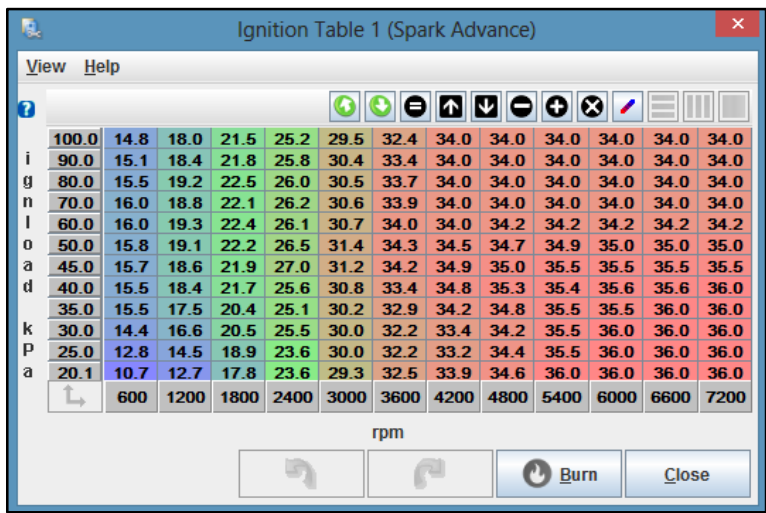 Ignition Table 1 (Spark Advance)
View Help
100.0 14.8 18.0 21.5 25.2 29.5 32.4 34.0 34.0 34.0 34.0 34.0 34.0
90.0 15.1 18.4 21.8 25.8 30.4 33.4 34.0 34.0 34.0 34.0 34.0 34.0
80.0 15.5 19.2 22.5 26.0 30.5 33.7 34.0 34.0 34.0 34.0 34.0 34.0
70.0 16.0 18.8 22.1 26.2 30.6 33.9 34.0 34.0 34.0 34.0 34.0 34.0
60.0 16.0 19.3 22.4 26.1 30.7 34.0 34.0 34.2 34.2 34.2 34.2 34.2
50.0 15.8 19.1 22.2 26.5 31.4 34.3 34.5 34.7 34.9 35.0 35.0 35.0
45.0 15.7 18.6 21.9 27.0 31.2 34.2 34.9 35.0 35.5 35.5 35.5 35.5
40.0 15.5 18.4 21.7 25.6 30.8 33.4 34.8 35.3 35.4 35.6 35.6 36.0
35.0 15.5 17.5 20.4 25.1 30.2 32.9 34.2 34.8 35.5 35.5 36.0 36.0
30.0 14.4 16.6 20.5 25.5 30.0 32.2 33.4 34.2 35.5 36.0 36.0 36.0
25.0 12.8 14.5 18.9 23.6 30.0 32.2 33.2 34.4 35.5 36.0 36.0 36.0
20.1 10.7 12.7 17.8 23.6 29.3 32.5 33.9 34.6 36.0 36.0 36.0 36.0
600 1200 1800 2400 3000 3600 4200 4800 5400 6000 6600 7200
ignload kPa
rpm
Burn Close